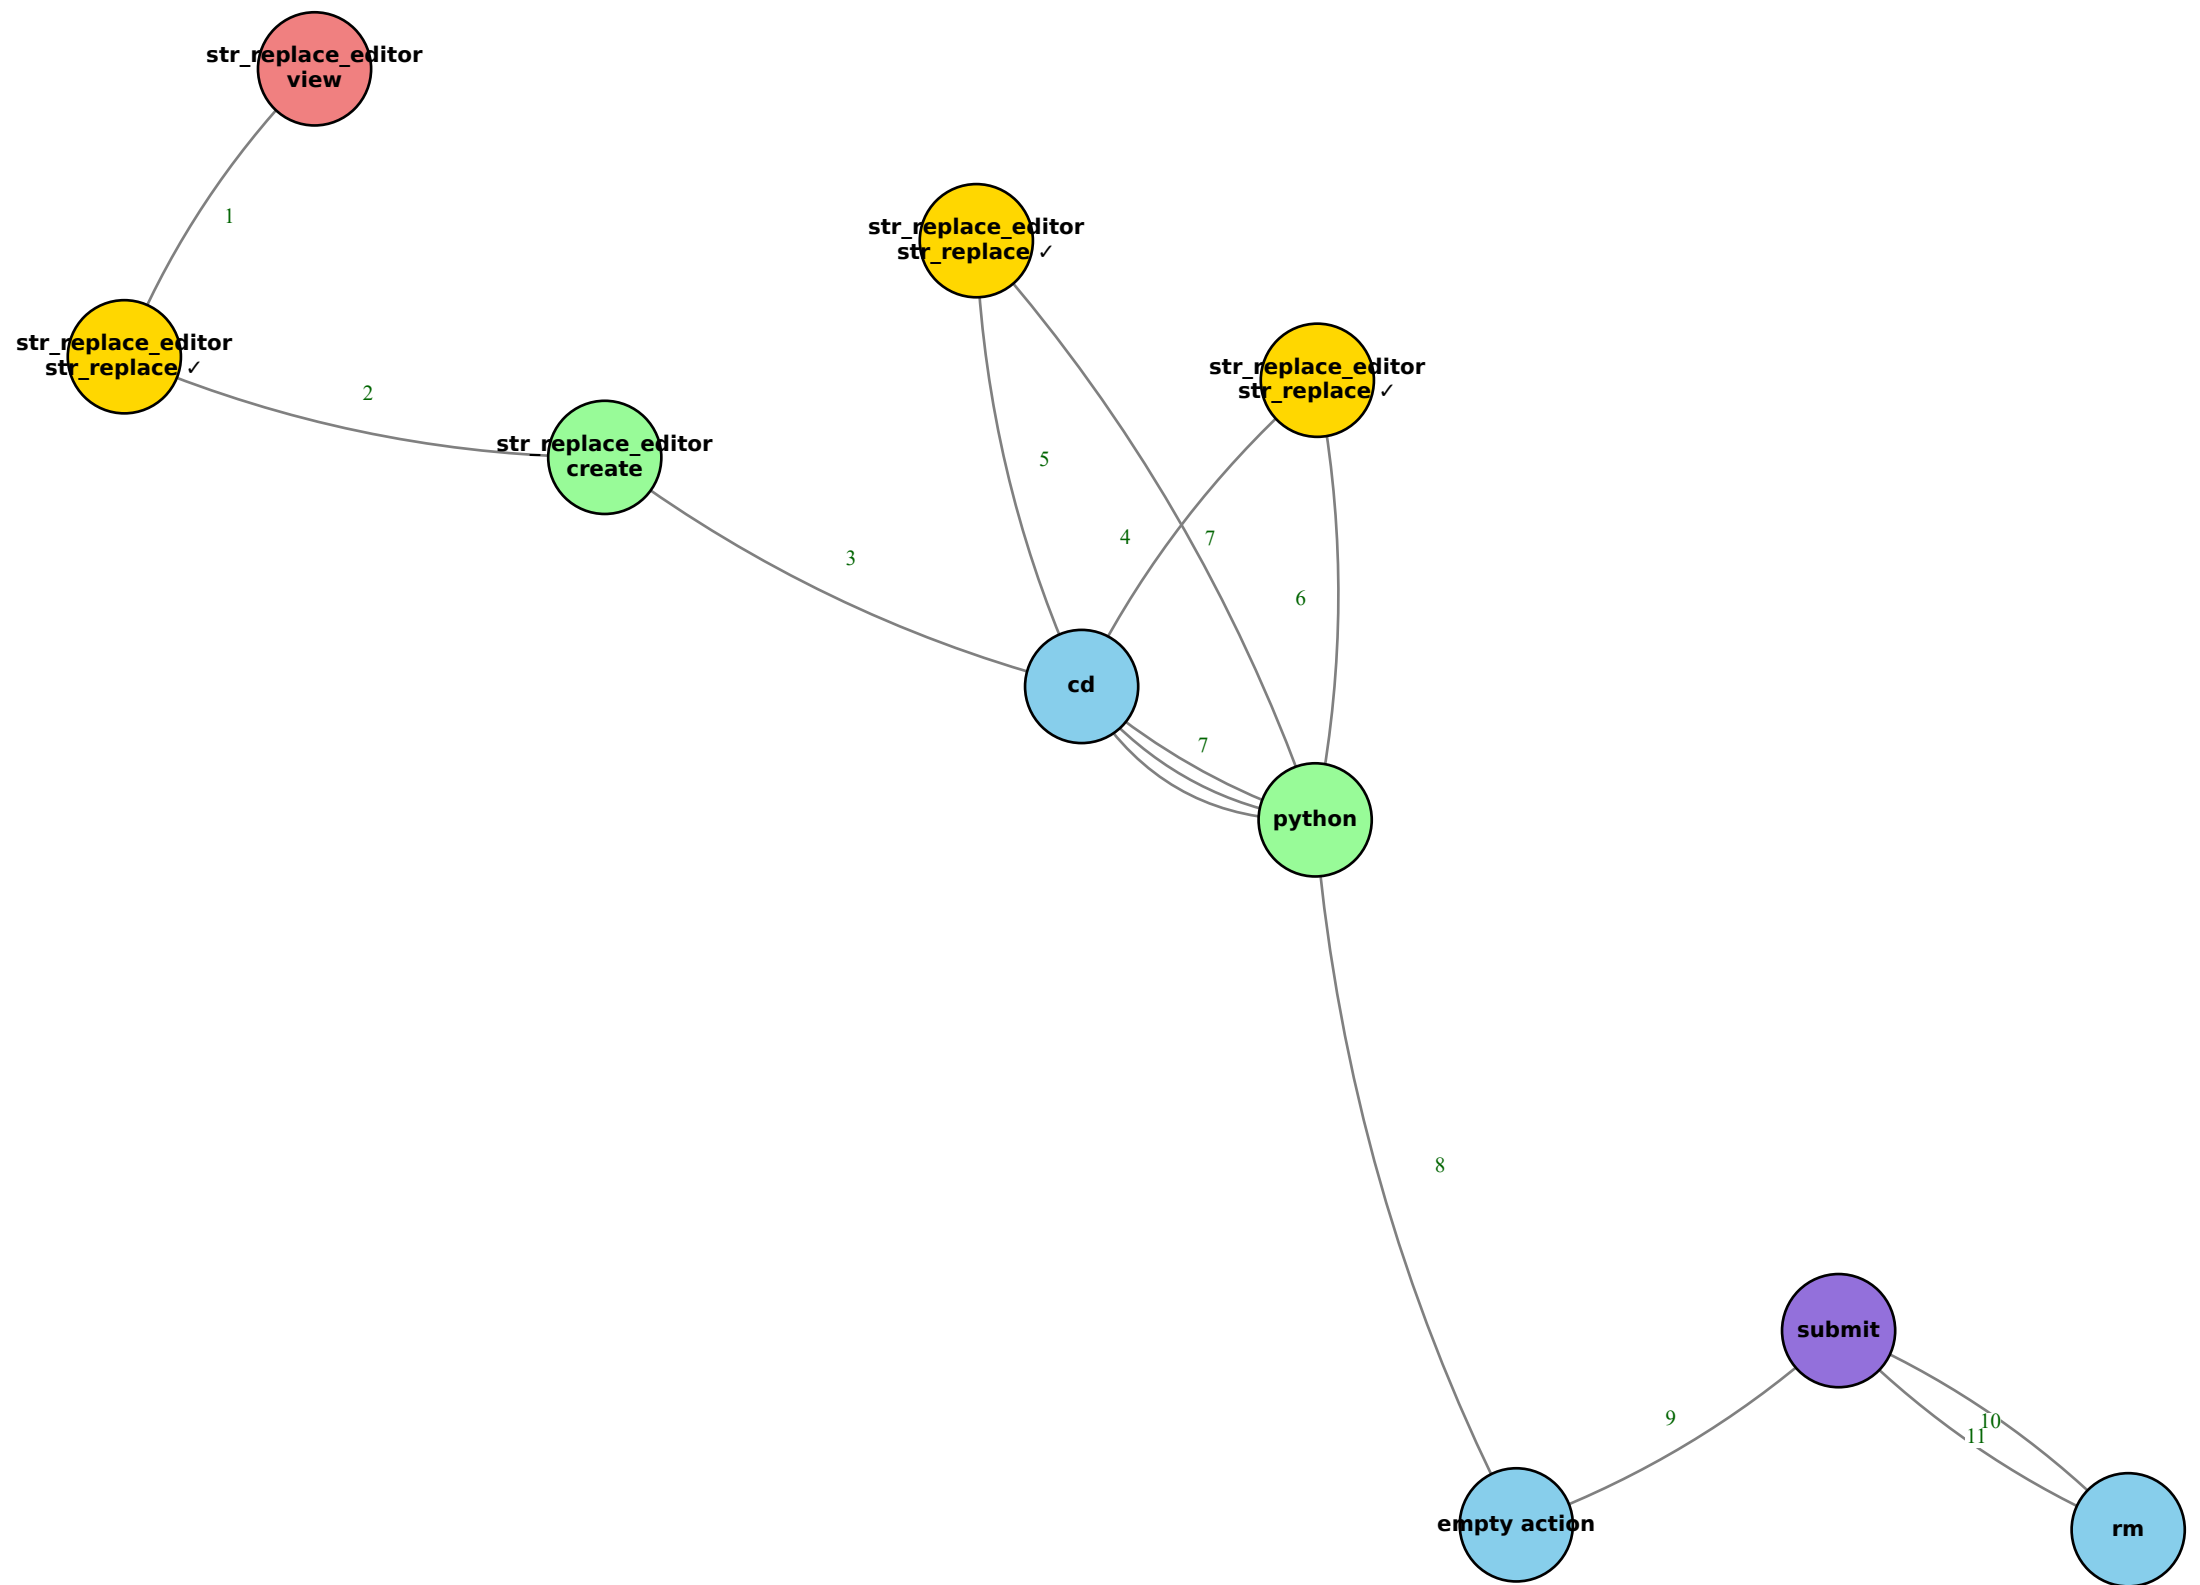 str_replace_editor
view
1
str_replace_editor
str_replace ✓
str_replace_editor
str_replace ✓
str_replace_editor
str_replace ✓
2
str_replace_editor
create
5
4
7
3
6
cd
7
python
8
submit
9
10
11
empty action
rm